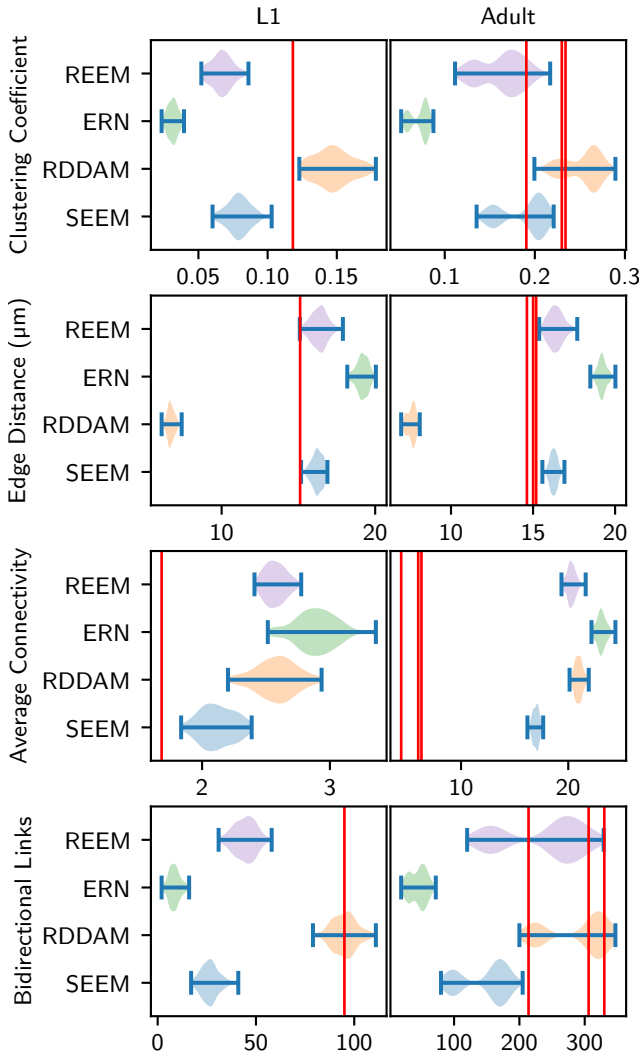 L1 Adult
Clustering Coefficient
REEM
ERN
RDDAM
SEEM
0.05 0.10 0.15 0.1 0.2 0.3
Edge Distance (µm)
REEM
ERN
RDDAM
SEEM
10 20 10 15 20
Average Connectivity
REEM
ERN
RDDAM
SEEM
2 3 10 20
Bidirectional Links
REEM
ERN
RDDAM
SEEM
0 50 100 100 200 300